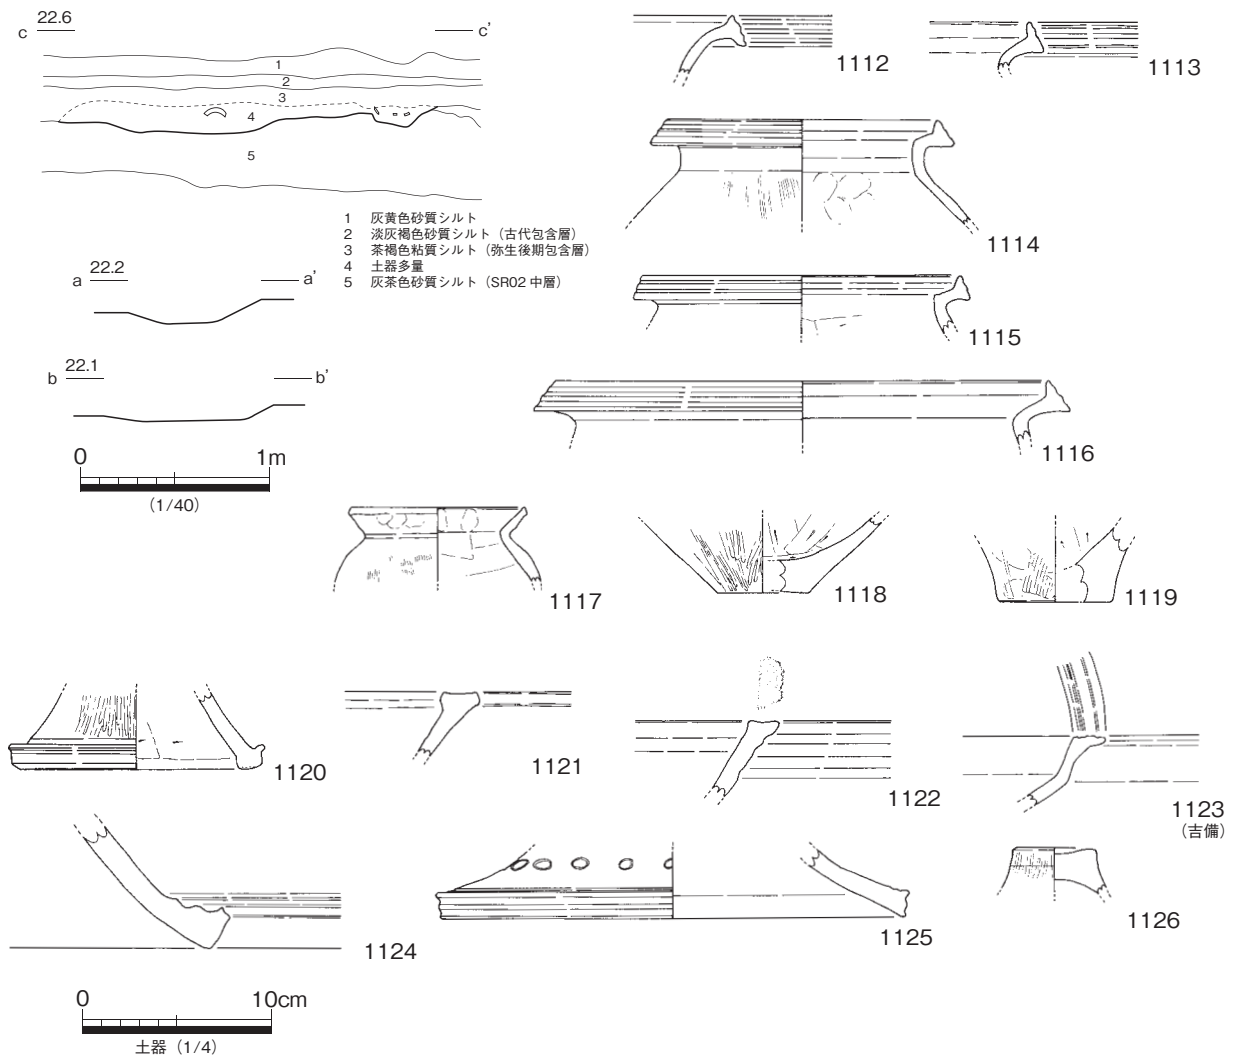 22.6
c c'
1
2
3
4
5
1 灰黄色砂質シルト
2 淡灰褐色砂質シルト（古代包含層）
3 茶褐色粘質シルト（弥生後期包含層）
4 土器多量
5 灰茶色砂質シルト（SR02 中層）
22.2
a a'
22.1
b b'
0 1m
（1/40）
1112
1113
1114
1115
1116
1117
1118
1119
1120
1121
1122
1123
（吉備）
1124
1125
1126
0 10cm
土器（1/4）